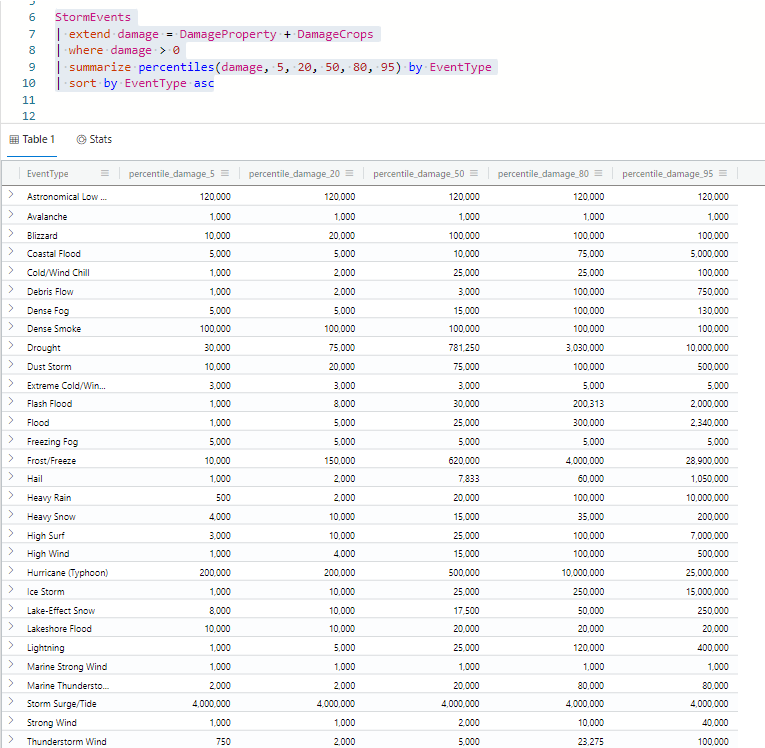 6 StormEvents
7 | extend damage = DamageProperty + DamageCrops
8 | where damage > 0
9 | summarize percentiles(damage, 5, 20, 50, 80, 95) by EventType
10 | sort by EventType asc
11
12
Table 1 Stats
EventType percentile_damage_5 percentile_damage_20 percentile_damage_50 percentile_damage_80 percentile_damage_95
Astronomical Low ... 120,000 120,000 120,000 120,000 120,000
Avalanche 1,000 1,000 1,000 1,000 1,000
Blizzard 10,000 20,000 100,000 100,000 100,000
Coastal Flood 5,000 5,000 10,000 75,000 5,000,000
Cold/Wind Chill 1,000 2,000 25,000 25,000 100,000
Debris Flow 1,000 2,000 3,000 100,000 750,000
Dense Fog 5,000 5,000 15,000 100,000 130,000
Dense Smoke 100,000 100,000 100,000 100,000 100,000
Drought 30,000 75,000 781,250 3,030,000 10,000,000
Dust Storm 10,000 20,000 75,000 100,000 500,000
Extreme Cold/Win... 3,000 3,000 3,000 5,000 5,000
Flash Flood 1,000 8,000 30,000 200,313 2,000,000
Flood 1,000 5,000 25,000 300,000 2,340,000
Freezing Fog 5,000 5,000 5,000 5,000 5,000
Frost/Freeze 10,000 150,000 620,000 4,000,000 28,900,000
Hail 1,000 2,000 7,833 60,000 1,050,000
Heavy Rain 500 2,000 20,000 100,000 10,000,000
Heavy Snow 4,000 10,000 15,000 35,000 200,000
High Surf 3,000 10,000 25,000 100,000 7,000,000
High Wind 1,000 4,000 15,000 100,000 500,000
Hurricane (Typhoon) 200,000 200,000 500,000 10,000,000 25,000,000
Ice Storm 1,000 10,000 25,000 250,000 15,000,000
Lake-Effect Snow 8,000 10,000 17,500 50,000 250,000
Lakeshore Flood 10,000 10,000 20,000 20,000 20,000
Lightning 1,000 5,000 25,000 120,000 400,000
Marine Strong Wind 1,000 1,000 1,000 1,000 1,000
Marine Thundersto... 2,000 2,000 20,000 80,000 80,000
Storm Surge/Tide 4,000,000 4,000,000 4,000,000 4,000,000 4,000,000
Strong Wind 1,000 1,000 2,000 10,000 40,000
Thunderstorm Wind 750 2,000 5,000 23,275 100,000